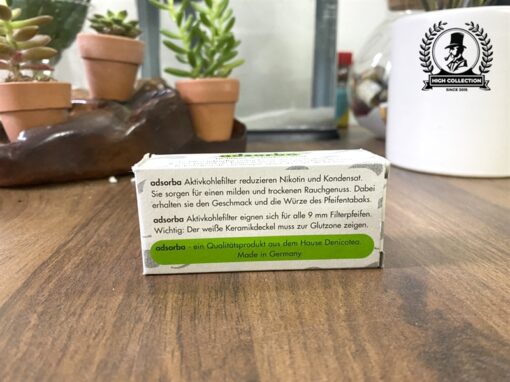 HIGH COLLECTION
SINCE 2015
adsorba
adsorba Aktivkohlefilter reduzieren Nikotin und Kondensat.
Sie sorgen für einen milden und trockenen Rauchgenuss. Dabei
erhalten sie den Geschmack und die Würze des Pfeifentabaks.
adsorba Aktivkohlefilter eignen sich für alle 9 mm Filterpfeifen.
Wichtig: Der weiße Keramikdeckel muss zur Glutzone zeigen.
adsorba - ein Qualitätsprodukt aus dem Hause Denicotea.
Made in Germany